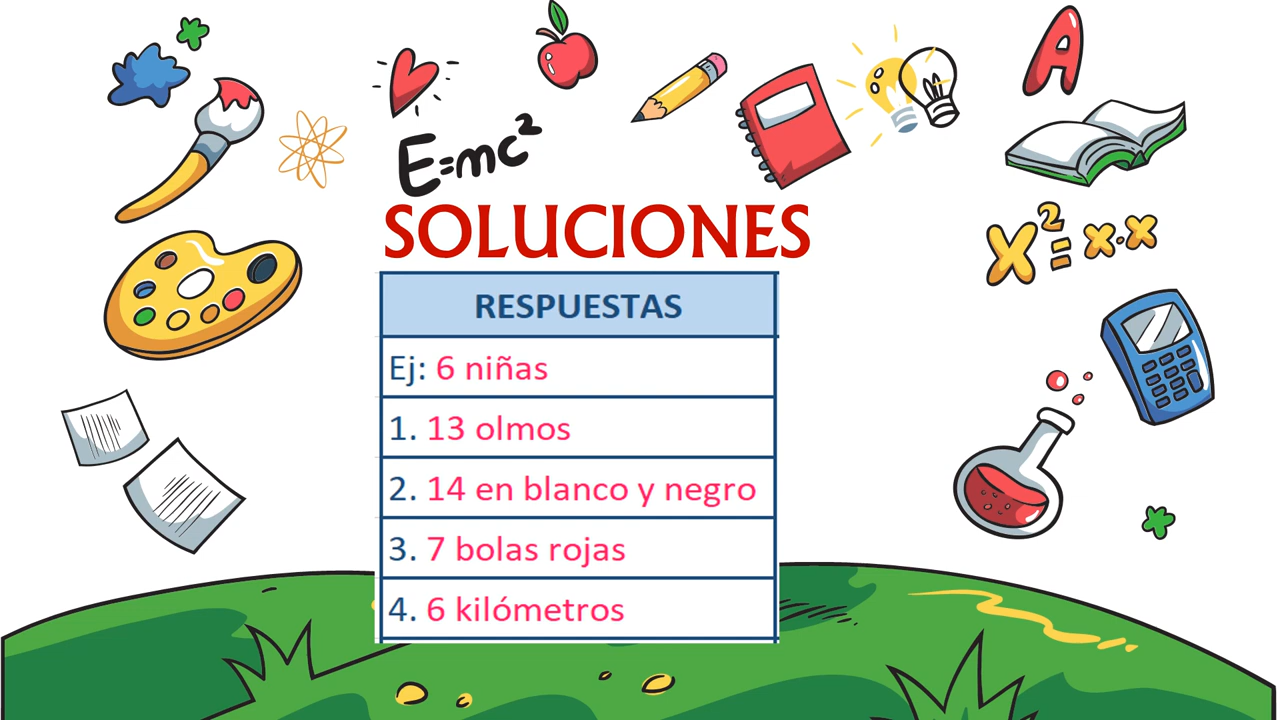 A
E=mc²
SOLUCIONES
x²=x·x
RESPUESTAS
Ej: 6 niñas
1. 13 olmos
2. 14 en blanco y negro
3. 7 bolas rojas
4. 6 kilómetros